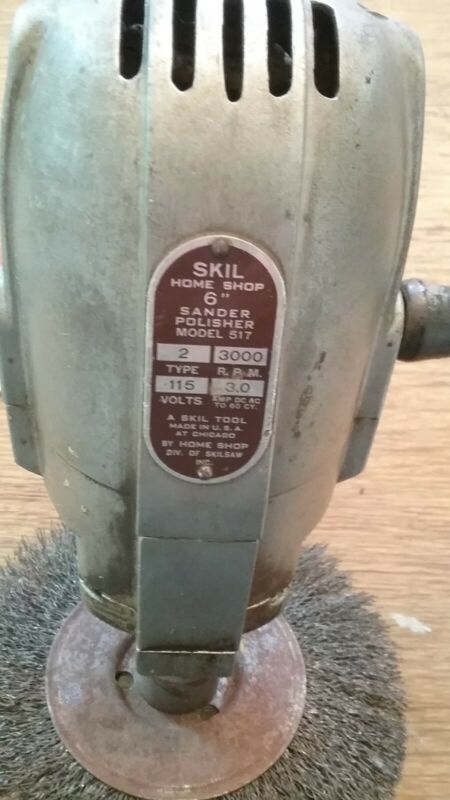 SKIL
HOME SHOP
6"
SANDER
POLISHER
MODEL 517
2 3000
TYPE R.P.M.
115 3.0
VOLTS AMP DC AC
TO 60 CY.
A SKIL TOOL
MADE IN U.S.A.
AT CHICAGO
BY HOME SHOP
DIV. OF SKILSAW
INC.